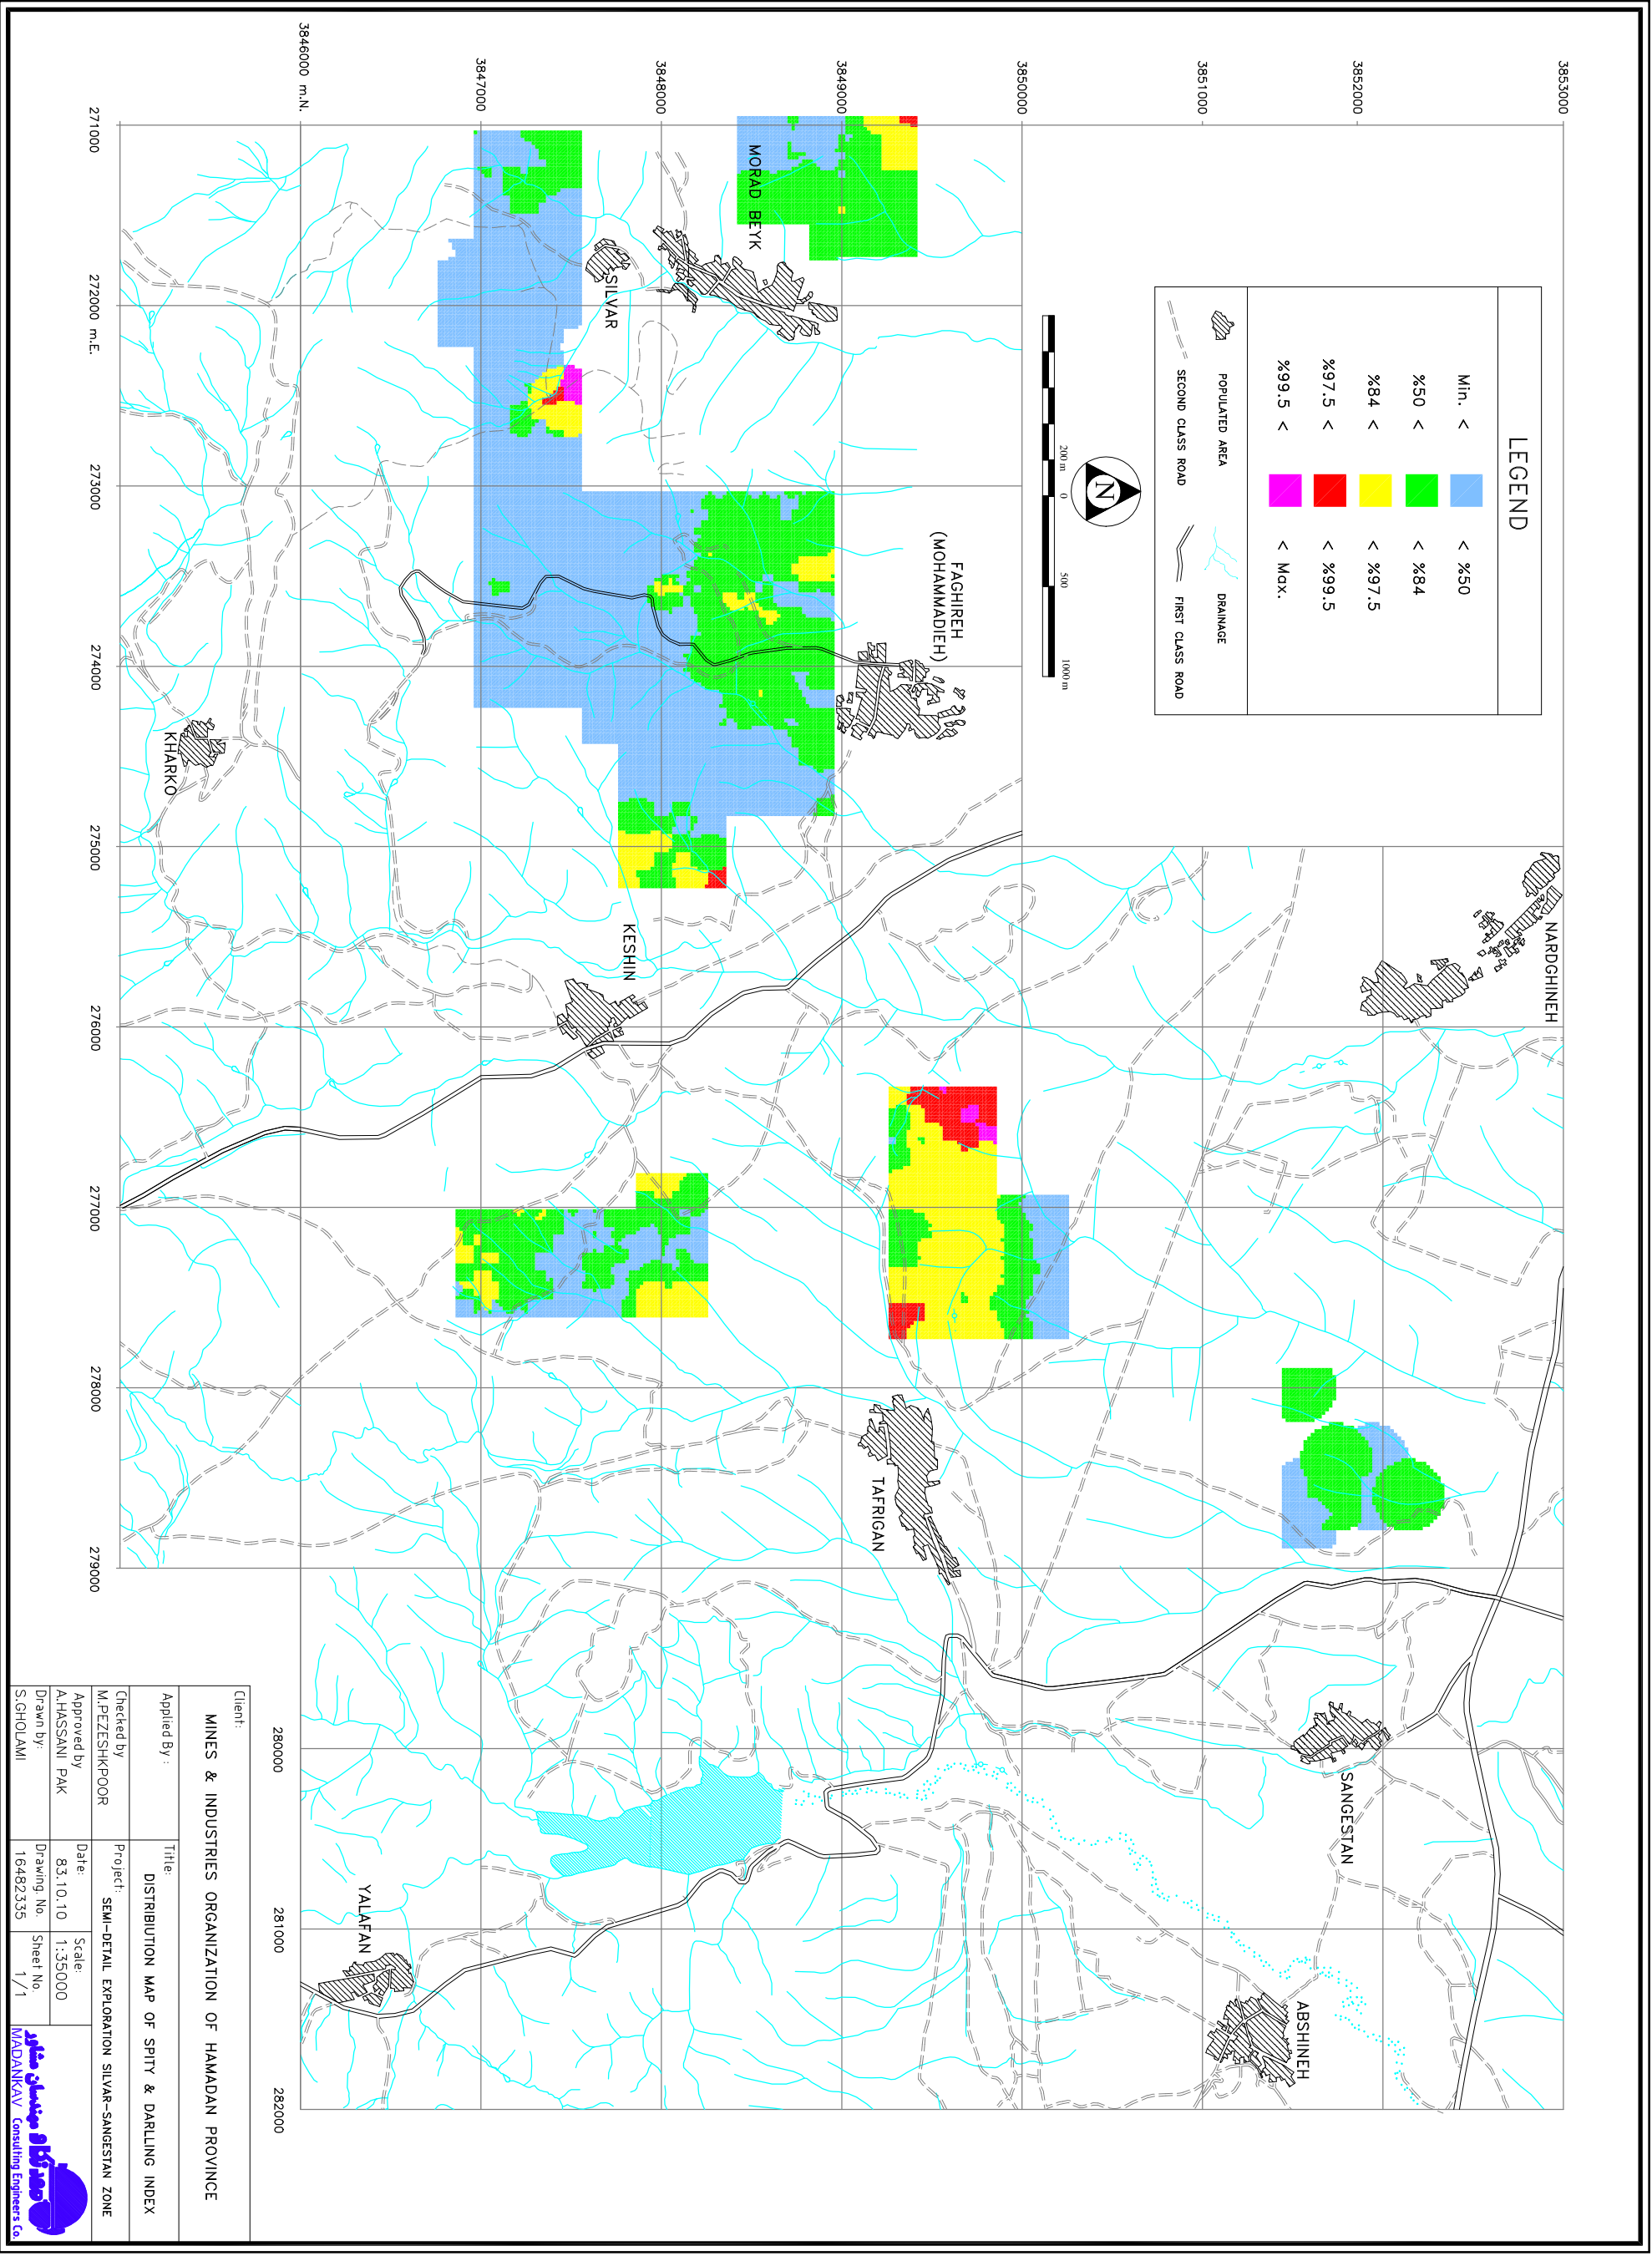 3853000
3852000
3851000
3850000
3849000
3848000
3847000
3846000 m.N.
271000
272000 m.E.
273000
274000
275000
276000
277000
278000
279000
280000
281000
282000
LEGEND
Min. < < %50
%50 < < %84
%84 < < %97.5
%97.5 < < %99.5
%99.5 < < Max.
POPULATED AREA
DRAINAGE
SECOND CLASS ROAD
FIRST CLASS ROAD
N
200 m 0 500 1000 m
NARDGHINEH
SANGESTAN
ABSHINEH
FAGHIREH
(MOHAMMADIEH)
TAFRIGAN
MORAD BEYK
SILVAR
KESHIN
YALAFAN
KHARKO
Client:
MINES & INDUSTRIES ORGANIZATION OF HAMADAN PROVINCE
Applied By :
Title:
DISTRIBUTION MAP OF SPITY & DARLLING INDEX
Checked by
M.PEZESHKPOOR
Project:
SEMI-DETAIL EXPLORATION SILVAR-SANGESTAN ZONE
Approved by
A.HASSANI PAK
Date:
83.10.10
Scale:
1:35000
Drawn by:
S.GHOLAMI
Drawing. No.
16482335
Sheet No.
1/1
مهندسان مشاور
معدنکاو
MADANKAV Consulting Engineers Co.